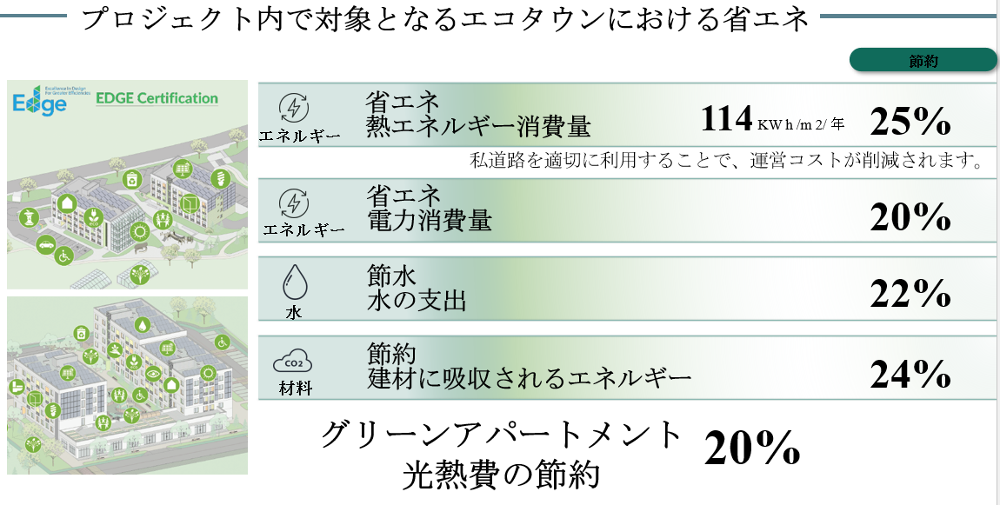 プロジェクト内で対象となるエコタウンにおける省エネ
節約
Edge
Excellence In Design
For Greater Efficiencies
EDGE Certification
エネルギー
省エネ
熱エネルギー消費量
114 KWh/m2/年
25%
私道路を適切に利用することで、運営コストが削減されます。
エネルギー
省エネ
電力消費量
20%
水
節水
水の支出
22%
CO2
材料
節約
建材に吸収されるエネルギー
24%
グリーンアパートメント
光熱費の節約
20%